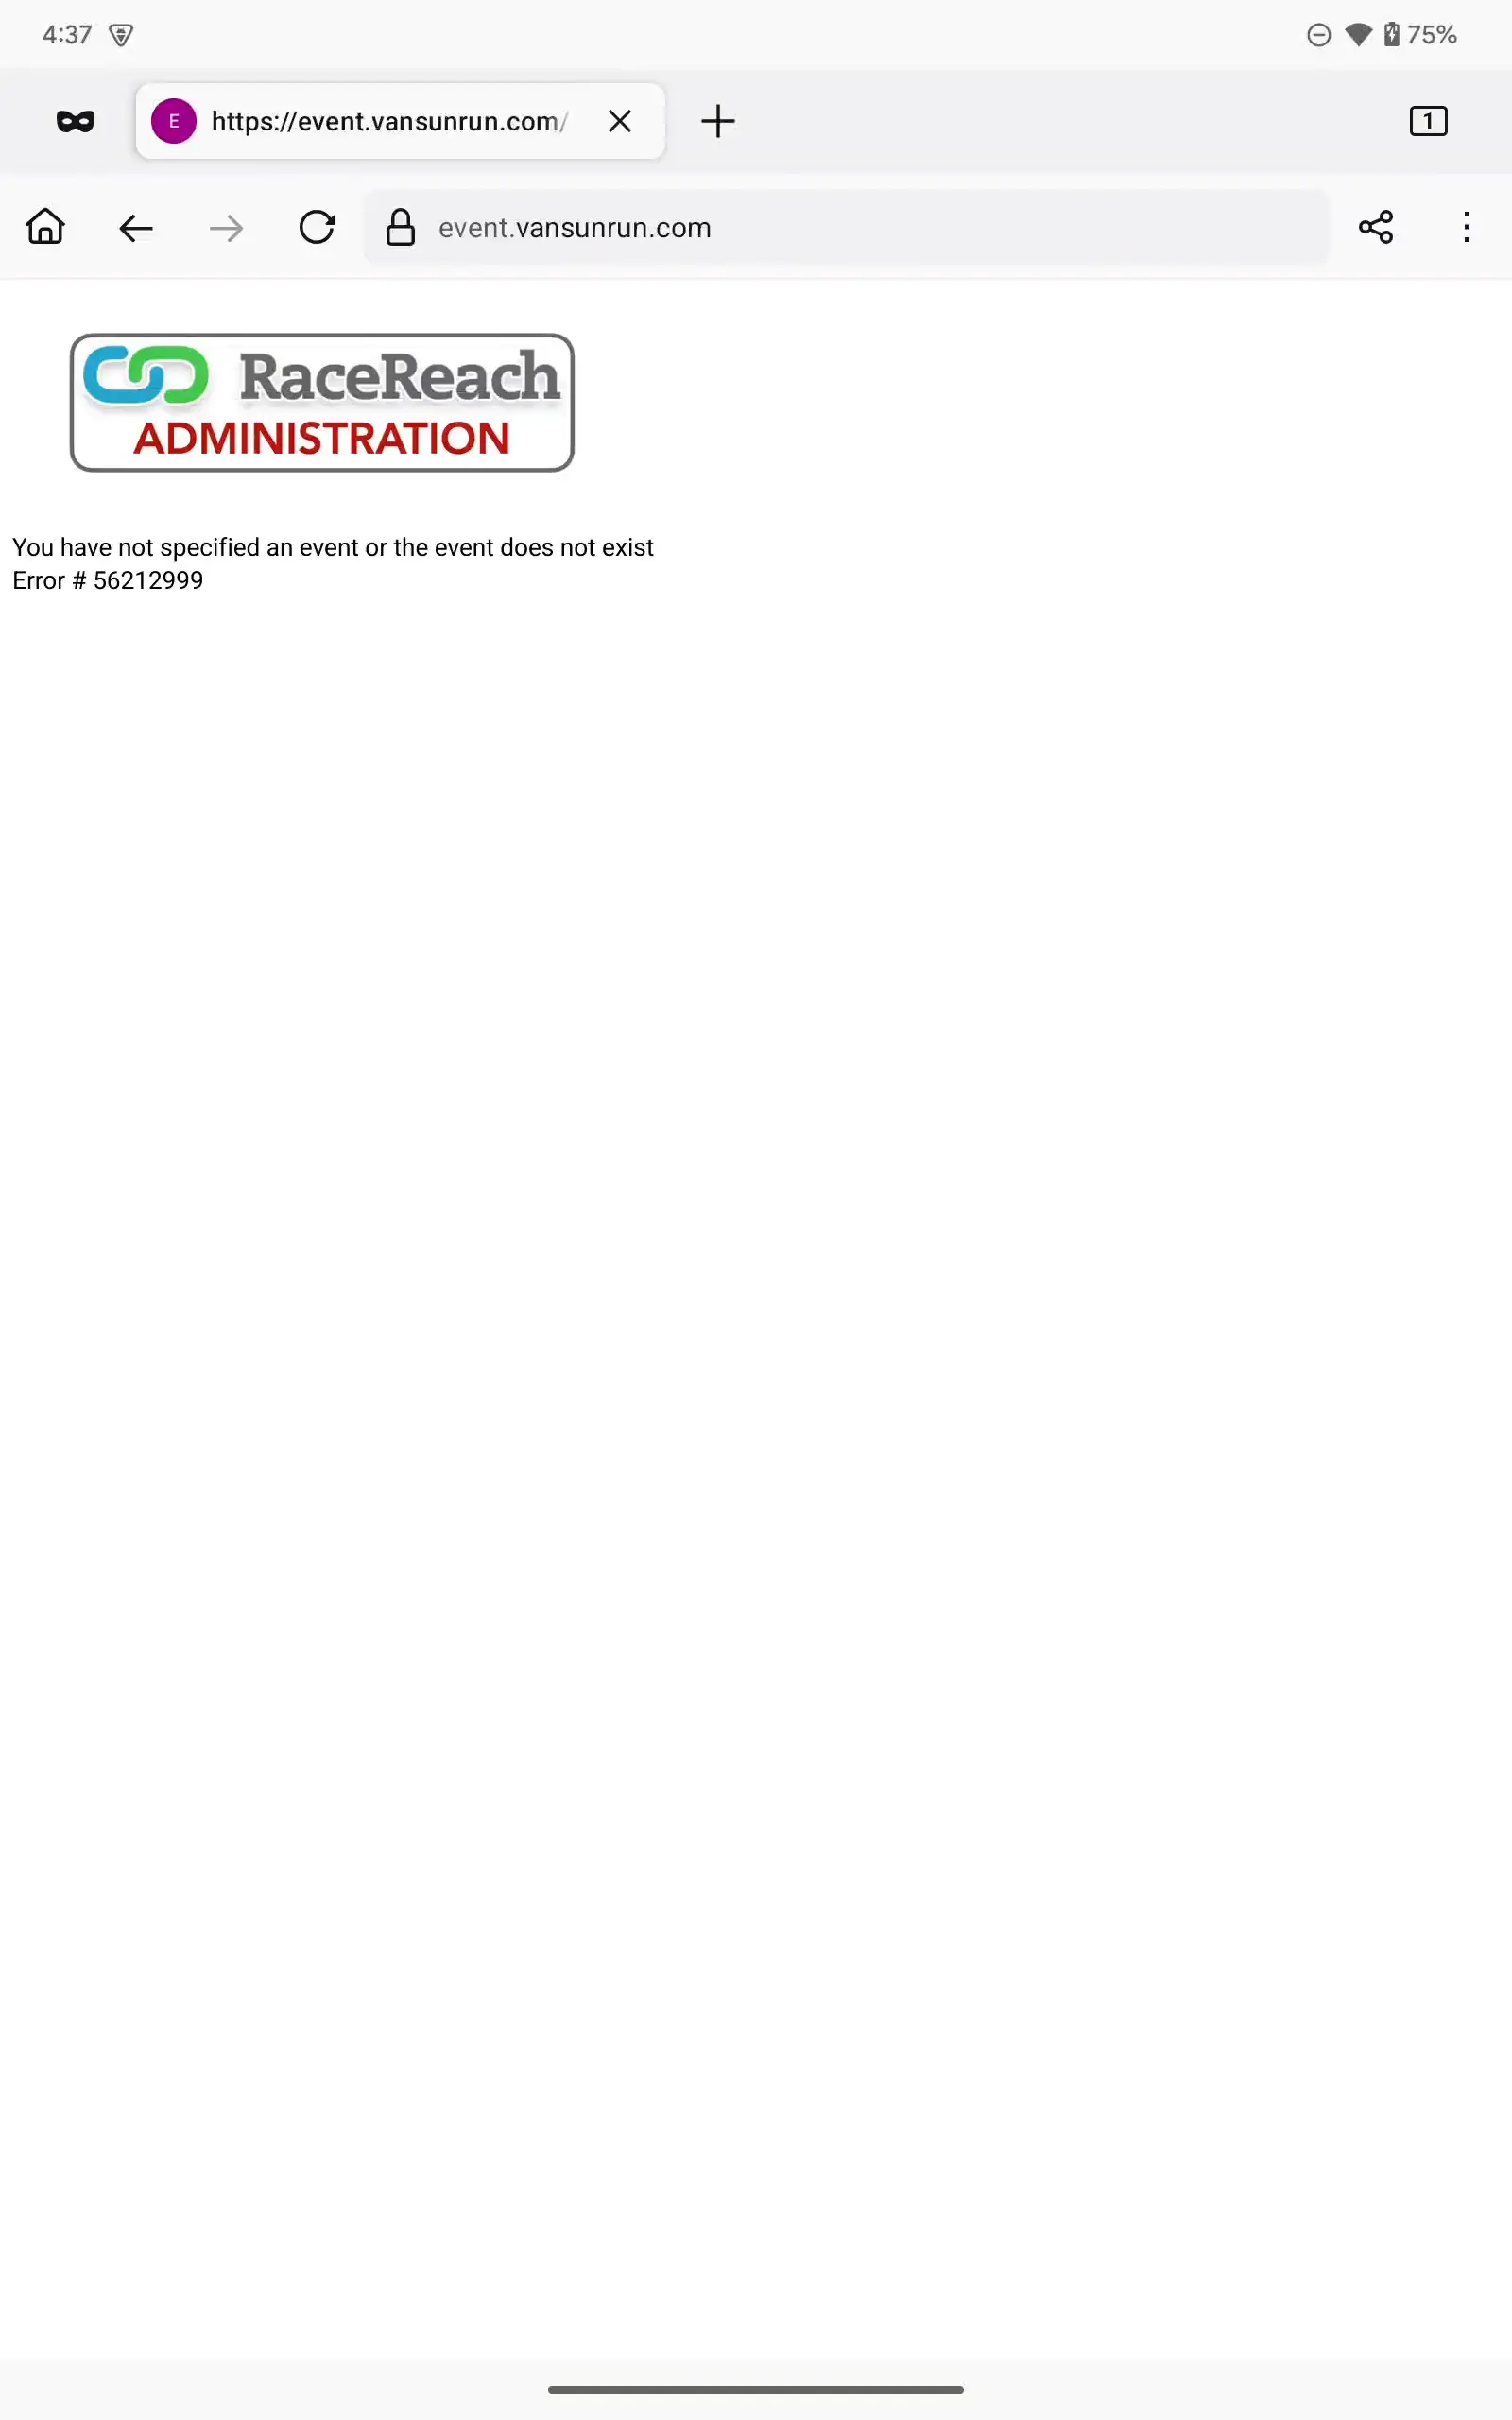 4:37
75%
E
https://event.vansunrun.com/
1
event.vansunrun.com
RaceReach
ADMINISTRATION
You have not specified an event or the event does not exist
Error # 56212999